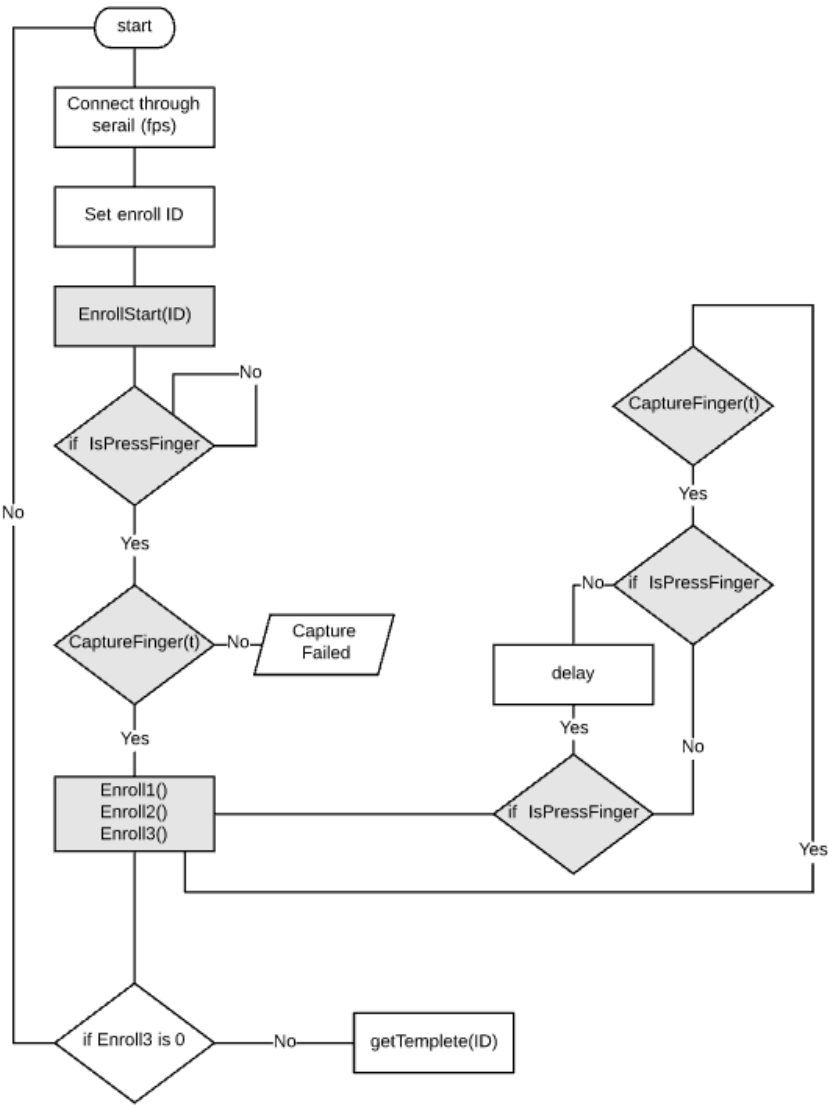 start
Connect through
serail (fps)
Set enroll ID
EnrollStart(ID)
No
if IsPressFinger
CaptureFinger(t)
Yes
No
Yes
No
if IsPressFinger
CaptureFinger(t)
No
Capture
Failed
delay
Yes
No
Yes
Enroll1()
Enroll2()
Enroll3()
if IsPressFinger
Yes
if Enroll3 is 0
No
getTemplete(ID)